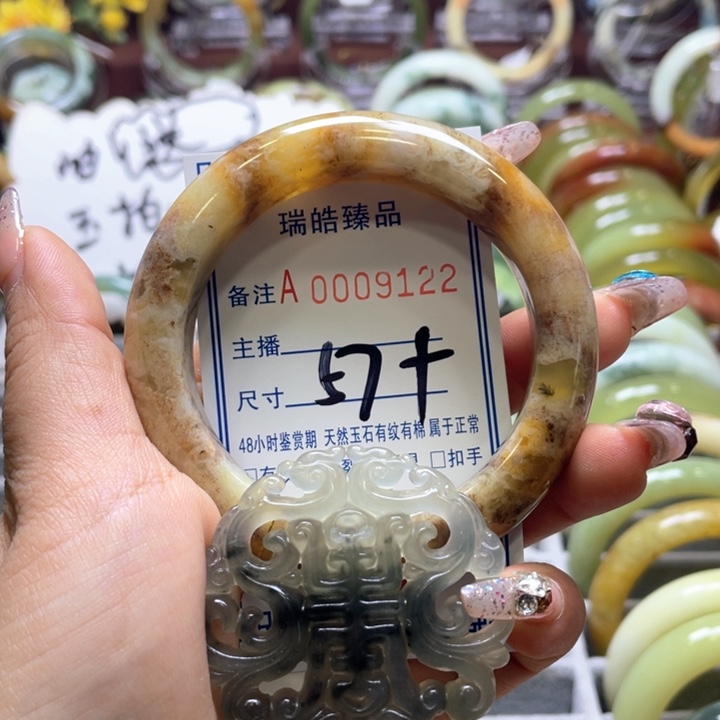 瑞皓臻品
备注 A 0009122
主播
尺寸 57+
48小时鉴赏期 天然玉石有纹有棉 属于正常
□有 □扣手